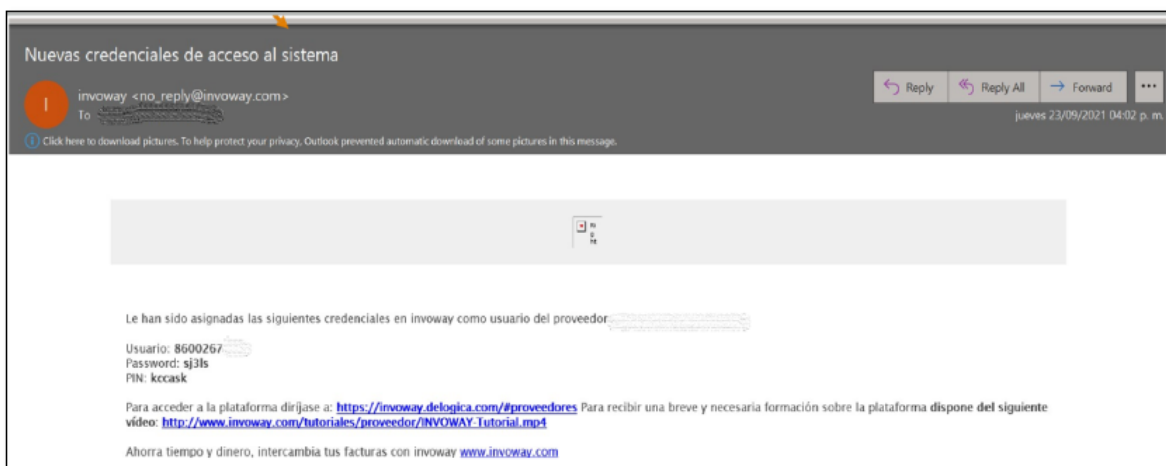 Nuevas credenciales de acceso al sistema
I
invoway <no_reply@invoway.com>
To
Reply
Reply All
Forward
...
jueves 23/09/2021 04:02 p. m.
Click here to download pictures. To help protect your privacy, Outlook prevented automatic download of some pictures in this message.
Le han sido asignadas las siguientes credenciales en invoway como usuario del proveedor
Usuario: 8600267
Password: sj3ls
PIN: kccask
Para acceder a la plataforma diríjase a: https://invoway.delogica.com/#proveedores Para recibir una breve y necesaria formación sobre la plataforma dispone del siguiente
vídeo: http://www.invoway.com/tutoriales/proveedor/INVOWAY-Tutorial.mp4
Ahorra tiempo y dinero, intercambia tus facturas con invoway www.invoway.com